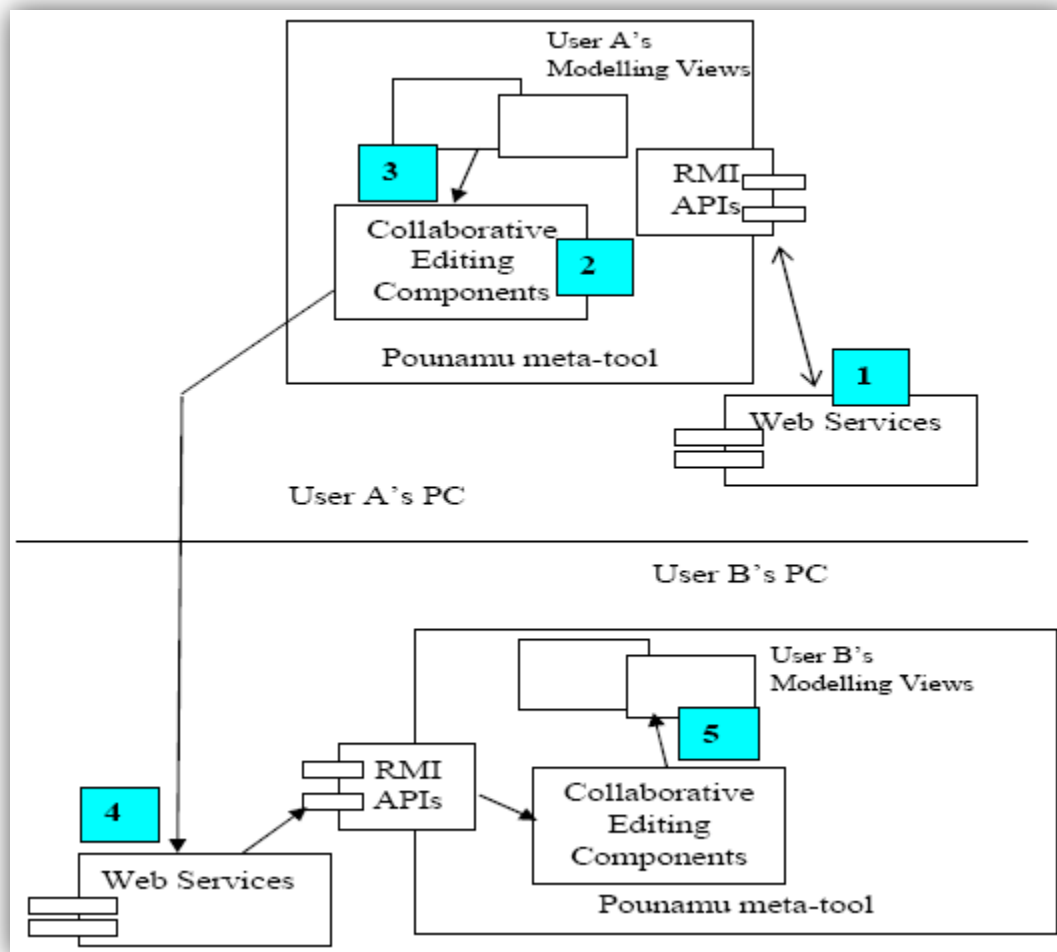 User A's
Modelling Views
3
RMI
APIs
Collaborative
Editing
Components
2
Pounamu meta-tool
1
Web Services
User A's PC
User B's PC
User B's
Modelling Views
5
RMI
APIs
Collaborative
Editing
Components
4
Web Services
Pounamu meta-tool